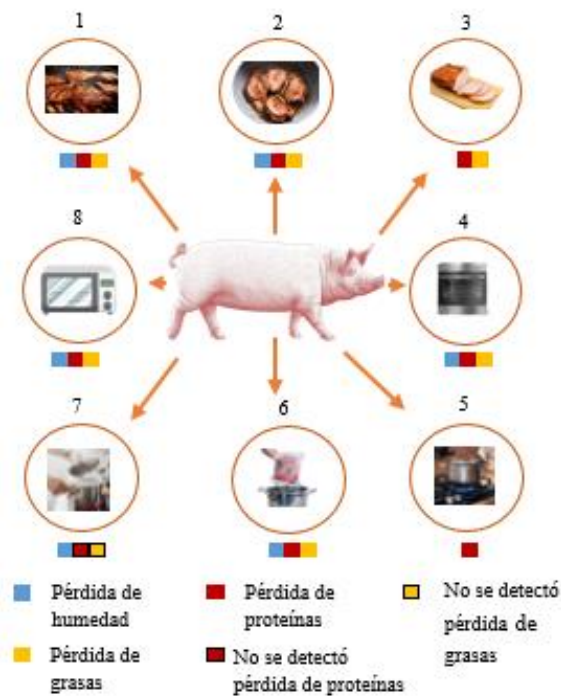 1
2
3
8
4
7
6
5
Pérdida de
humedad
Pérdida de
proteínas
No se detectó
pérdida de
grasas
Pérdida de
grasas
No se detectó
pérdida de proteínas